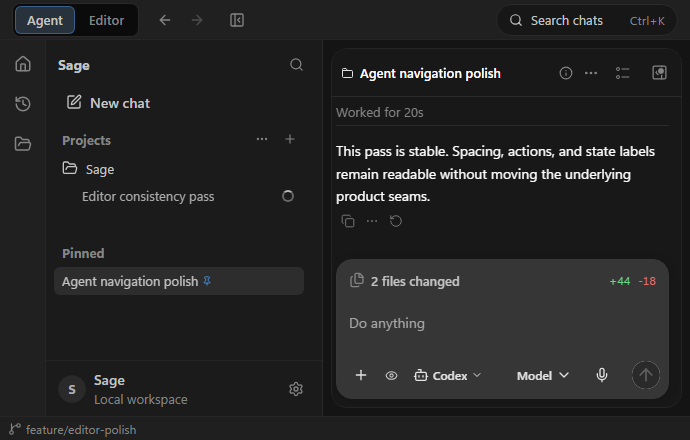 Agent Editor
Search chats Ctrl+K
Sage
New chat
Projects
Sage
Editor consistency pass
Pinned
Agent navigation polish
S
Sage
Local workspace
Agent navigation polish
Worked for 20s
This pass is stable. Spacing, actions, and state labels
remain readable without moving the underlying
product seams.
2 files changed +44 -18
Do anything
Codex Model
feature/editor-polish